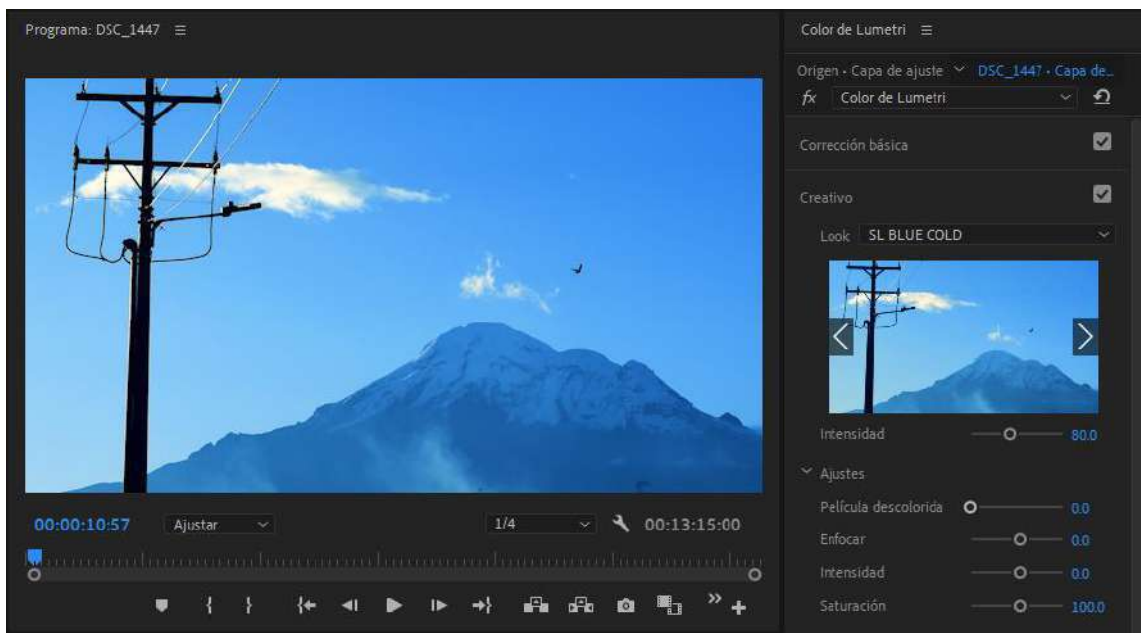 Programa: DSC_1447
00:00:10:57
Ajustar
1/4
00:13:15:00
Color de Lumetri
Origen • Capa de ajuste
DSC_1447 • Capa de...
fx Color de Lumetri
Corrección básica
Creativo
Look SL BLUE COLD
Intensidad 80.0
Ajustes
Película descolorida 0.0
Enfocar 0.0
Intensidad 0.0
Saturación 100.0